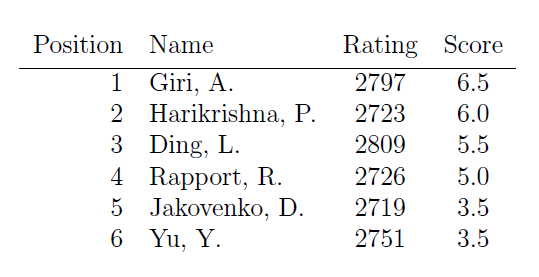 Position Name Rating Score
1 Giri, A. 2797 6.5
2 Harikrishna, P. 2723 6.0
3 Ding, L. 2809 5.5
4 Rapport, R. 2726 5.0
5 Jakovenko, D. 2719 3.5
6 Yu, Y. 2751 3.5